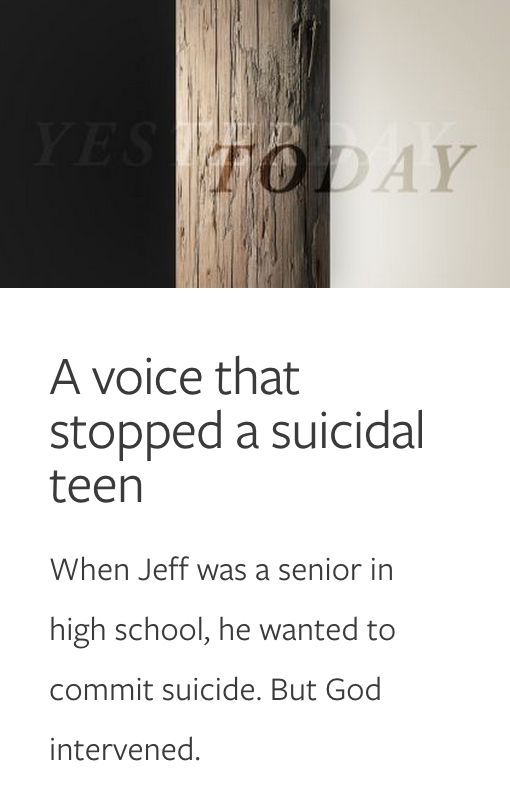 YESTERDAY
TODAY
A voice that
stopped a suicidal
teen
When Jeff was a senior in
high school, he wanted to
commit suicide. But God
intervened.